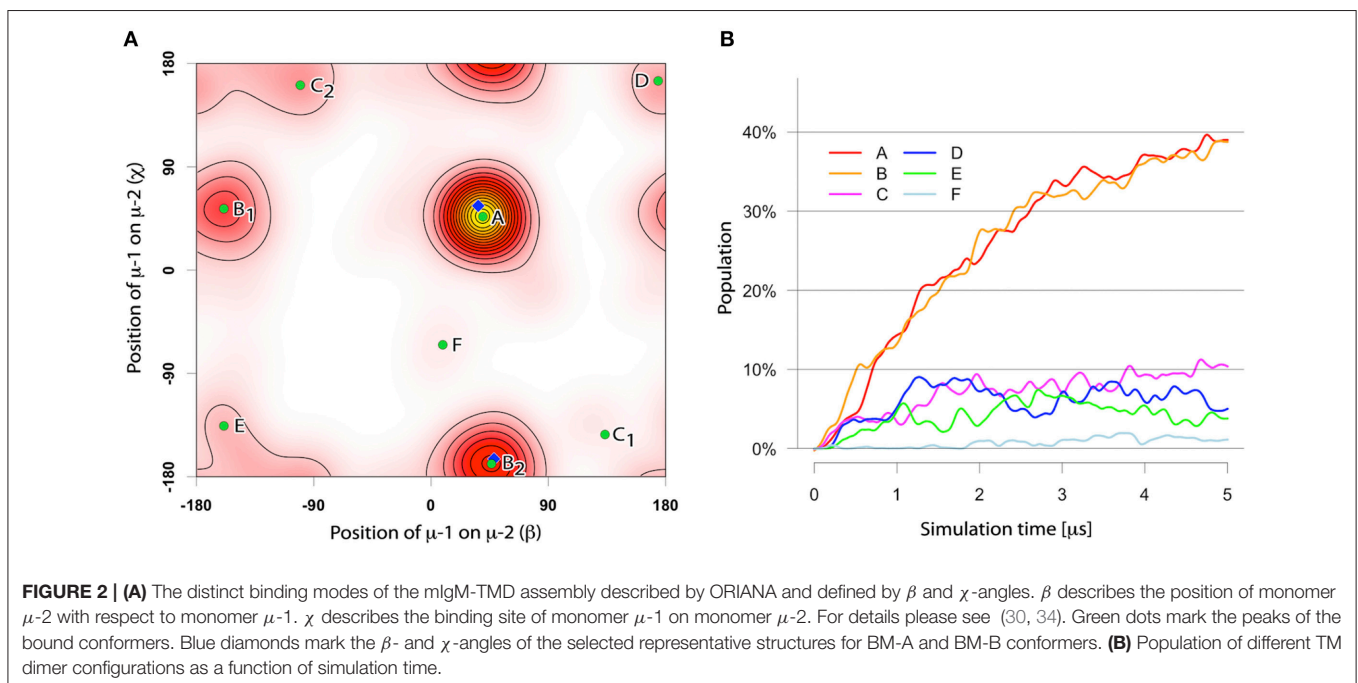 A
180
90
0
-90
-180
Position of μ-1 on μ-2 (χ)
C2
D
B1
A
F
E
C1
B2
-180
-90
0
90
180
Position of μ-1 on μ-2 (β)
B
40%
30%
20%
10%
0%
Population
A
B
C
D
E
F
0
1
2
3
4
5
Simulation time [μs]
FIGURE 2 | (A) The distinct binding modes of the mIgM-TMD assembly described by ORIANA and defined by β and χ-angles. β describes the position of monomer
μ-2 with respect to monomer μ-1. χ describes the binding site of monomer μ-1 on monomer μ-2. For details please see (30, 34). Green dots mark the peaks of the
bound conformers. Blue diamonds mark the β- and χ-angles of the selected representative structures for BM-A and BM-B conformers. (B) Population of different TM
dimer configurations as a function of simulation time.